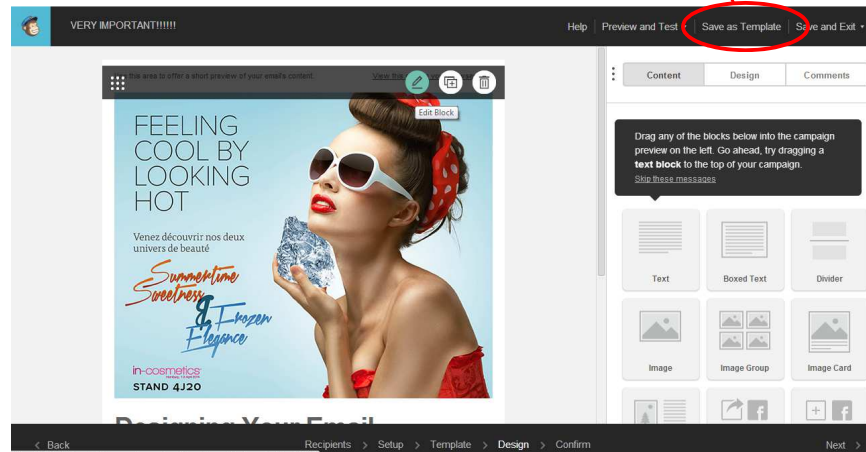 VERY IMPORTANT!!!!!!
Help
Preview and Test
Save as Template
Save and Exit
this area to offer a short preview of your email's content.
View this
Edit Block
FEELING
COOL BY
LOOKING
HOT
Venez découvrir nos deux
univers de beauté
Summertime
Sweetness
&
Frozen
Elegance
in-cosmetics
STAND 4J20
Designing Your Email
Content
Design
Comments
Drag any of the blocks below into the campaign
preview on the left. Go ahead, try dragging a
text block to the top of your campaign.
Skip these messages
Text
Boxed Text
Divider
Image
Image Group
Image Card
< Back
Recipients > Setup > Template > Design > Confirm
Next >